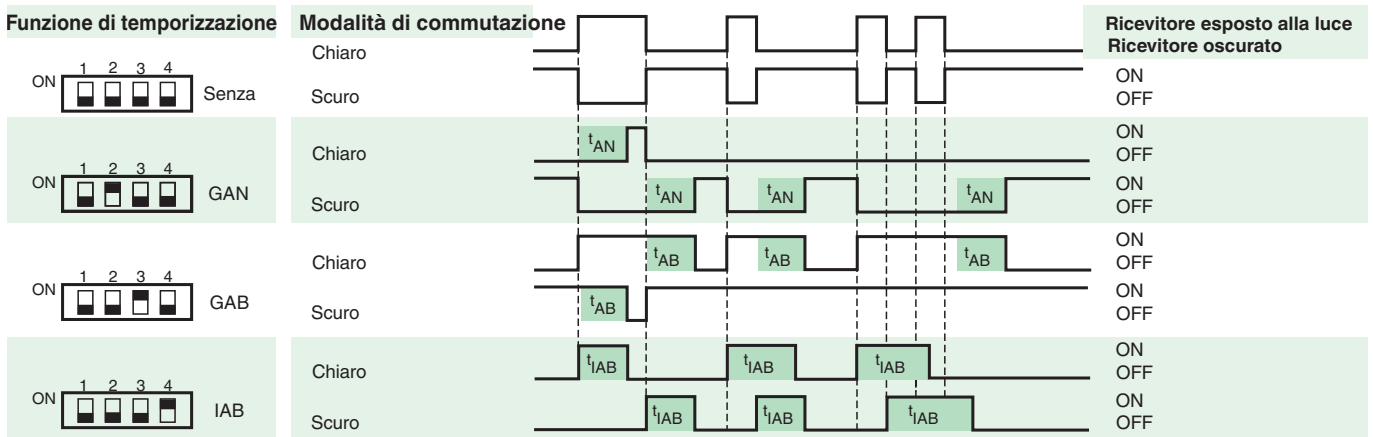 Funzione di temporizzazione Modalità di commutazione Ricevitore esposto alla luce
Ricevitore oscurato
Chiaro
ON 1 2 3 4 Senza
Scuro
ON
OFF
Chiaro tAN ON
OFF
ON 1 2 3 4 GAN
Scuro tAN tAN tAN ON
OFF
Chiaro tAB tAB tAB ON
OFF
ON 1 2 3 4 GAB
Scuro tAB ON
OFF
Chiaro tIAB tIAB tIAB ON
OFF
ON 1 2 3 4 IAB
Scuro tIAB tIAB tIAB ON
OFF